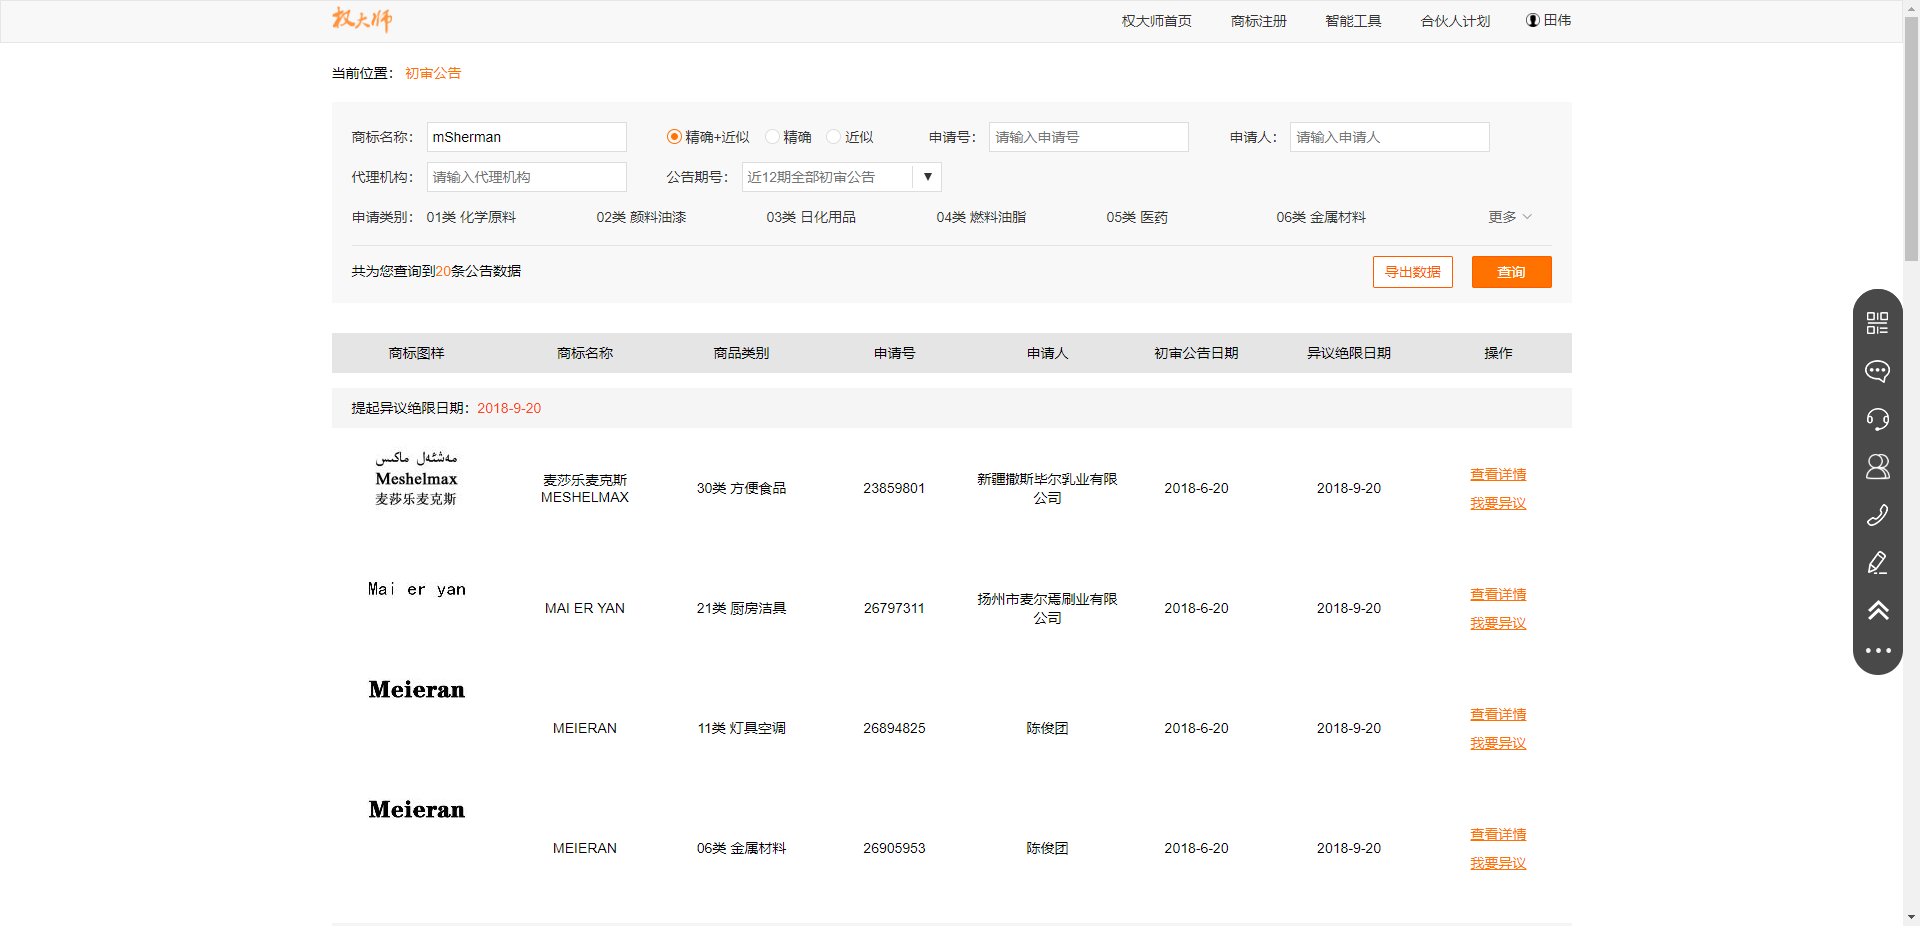 权大师
权大师首页 商标注册 智能工具 合伙人计划 田伟
当前位置： 初审公告
商标名称： mSherman 精确+近似 精确 近似 申请号： 请输入申请号 申请人： 请输入申请人
代理机构： 请输入代理机构 公告期号： 近12期全部初审公告
申请类别： 01类 化学原料 02类 颜料油漆 03类 日化用品 04类 燃料油脂 05类 医药 06类 金属材料 更多
共为您查询到20条公告数据 导出数据 查询
商标图样 商标名称 商品类别 申请号 申请人 初审公告日期 异议绝限日期 操作
提起异议绝限日期：2018-9-20
مەشئەل ماكىس
Meshelmax
麦莎乐麦克斯
麦莎乐麦克斯
MESHELMAX
30类 方便食品
23859801
新疆撒斯毕尔乳业有限
公司
2018-6-20
2018-9-20
查看详情
我要异议
Mai er yan
MAI ER YAN
21类 厨房洁具
26797311
扬州市麦尔焉刷业有限
公司
2018-6-20
2018-9-20
查看详情
我要异议
Meieran
MEIERAN
11类 灯具空调
26894825
陈俊团
2018-6-20
2018-9-20
查看详情
我要异议
Meieran
MEIERAN
06类 金属材料
26905953
陈俊团
2018-6-20
2018-9-20
查看详情
我要异议